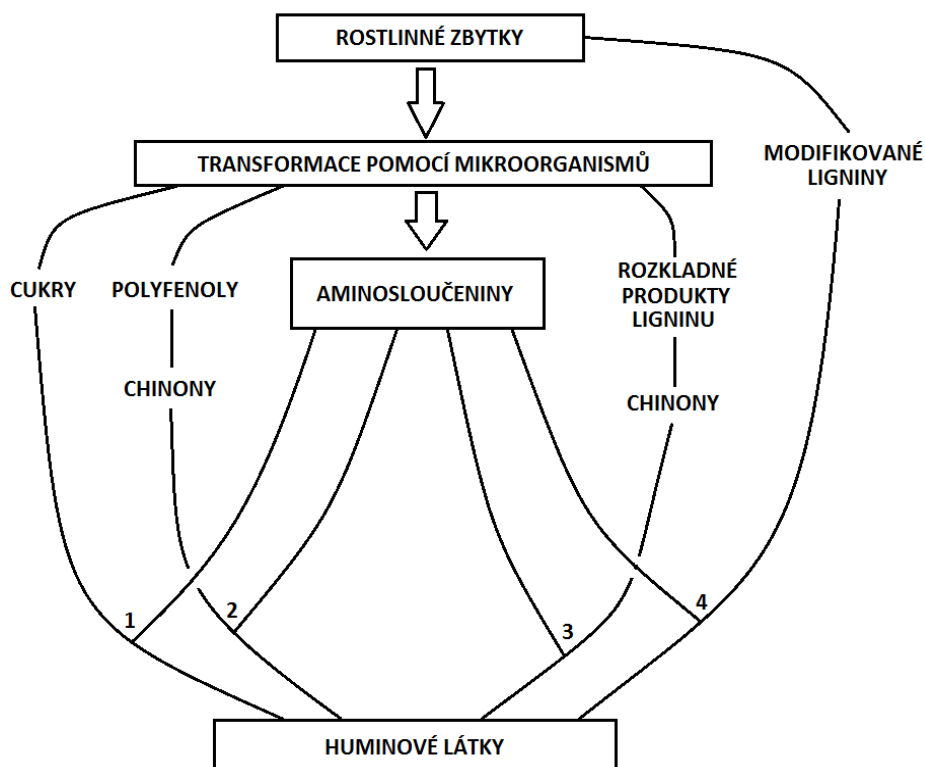 ROSTLINNÉ ZBYTKY
TRANSFORMACE POMOCÍ MIKROORGANISMŮ
MODIFIKOVANÉ
LIGNINY
CUKRY
POLYFENOLY
AMINOSLOUČENINY
ROZKLADNÉ
PRODUKTY
LIGNINU
CHINONY
CHINONY
1
2
3
4
HUMINOVÉ LÁTKY